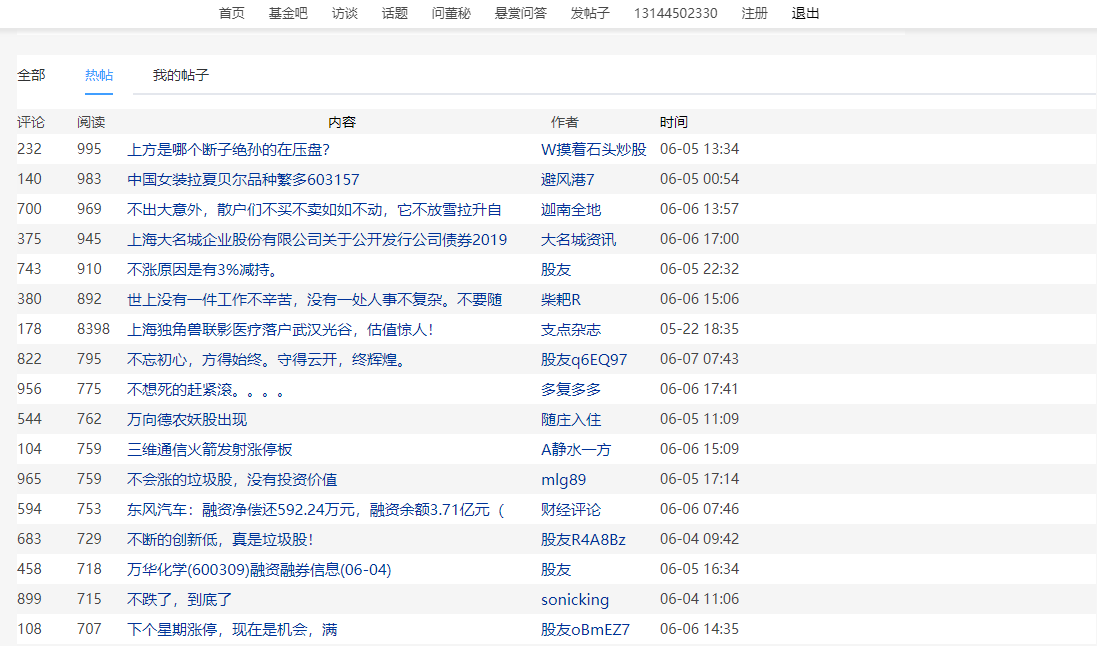 首页 基金吧 访谈 话题 问董秘 悬赏问答 发帖子 13144502330 注册 退出
全部 热帖 我的帖子
评论 阅读 内容 作者 时间
232 995 上方是哪个断子绝孙的在压盘? W摸着石头炒股 06-05 13:34
140 983 中国女装拉夏贝尔品种繁多603157 避风港7 06-05 00:54
700 969 不出大意外，散户们不买不卖如如不动，它不放雪拉升自 迦南全地 06-06 13:57
375 945 上海大名城企业股份有限公司关于公开发行公司债券2019 大名城资讯 06-06 17:00
743 910 不涨原因是有3%减持。 股友 06-05 22:32
380 892 世上没有一件工作不辛苦，没有一处人事不复杂。不要随 柴耙R 06-06 15:06
178 8398 上海独角兽联影医疗落户武汉光谷，估值惊人！ 支点杂志 05-22 18:35
822 795 不忘初心，方得始终。守得云开，终辉煌。 股友q6EQ97 06-07 07:43
956 775 不想死的赶紧滚。。。。 多复多多 06-06 17:41
544 762 万向德农妖股出现 随庄入住 06-05 11:09
104 759 三维通信火箭发射涨停板 A静水一方 06-06 15:09
965 759 不会涨的垃圾股，没有投资价值 mlg89 06-05 17:14
594 753 东风汽车：融资净偿还592.24万元，融资余额3.71亿元（ 财经评论 06-06 07:46
683 729 不断的创新低，真是垃圾股！ 股友R4A8Bz 06-04 09:42
458 718 万华化学(600309)融资融券信息(06-04) 股友 06-05 16:34
899 715 不跌了，到底了 sonicking 06-04 11:06
108 707 下个星期涨停，现在是机会，满 股友oBmEZ7 06-06 14:35